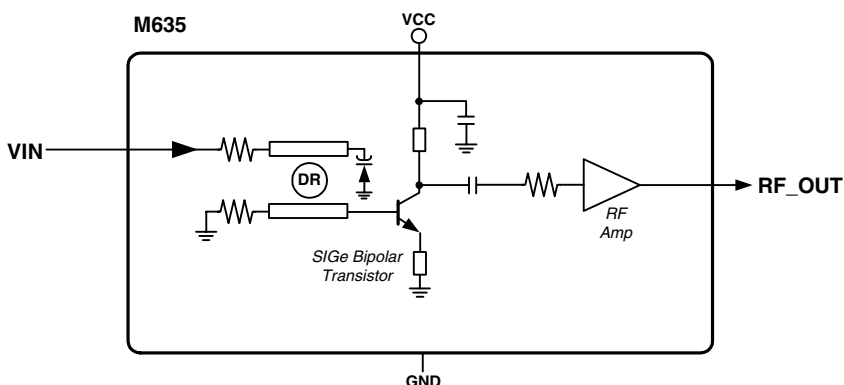 M635
VCC
VIN
DR
RF_OUT
RF
Amp
SIGe Bipolar
Transistor
GND